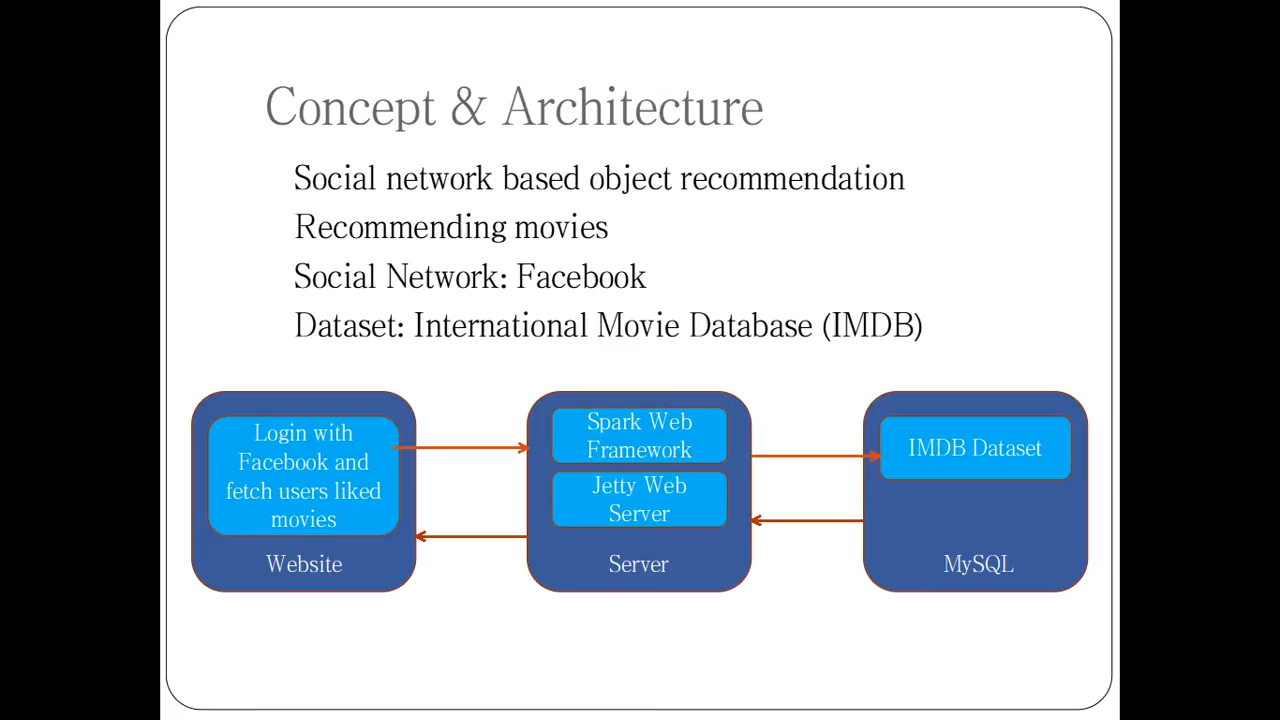 Concept & Architecture
Social network based object recommendation
Recommending movies
Social Network: Facebook
Dataset: International Movie Database (IMDB)
Login with
Facebook and
fetch users liked
movies
Website
Spark Web
Framework
Jetty Web
Server
Server
IMDB Dataset
MySQL